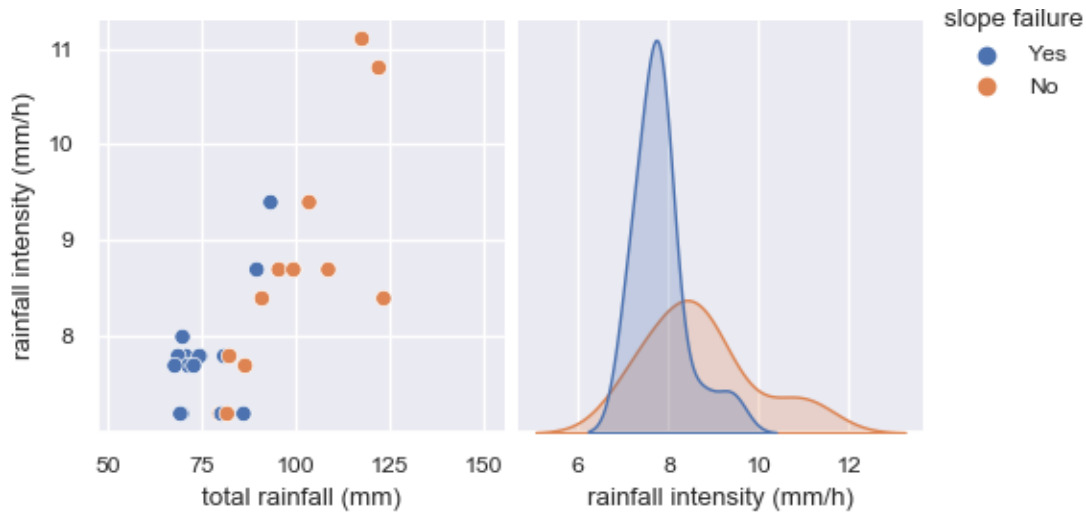 slope failure
Yes
No
rainfall intensity (mm/h)
11
10
9
8
50 75 100 125 150
total rainfall (mm)
6 8 10 12
rainfall intensity (mm/h)